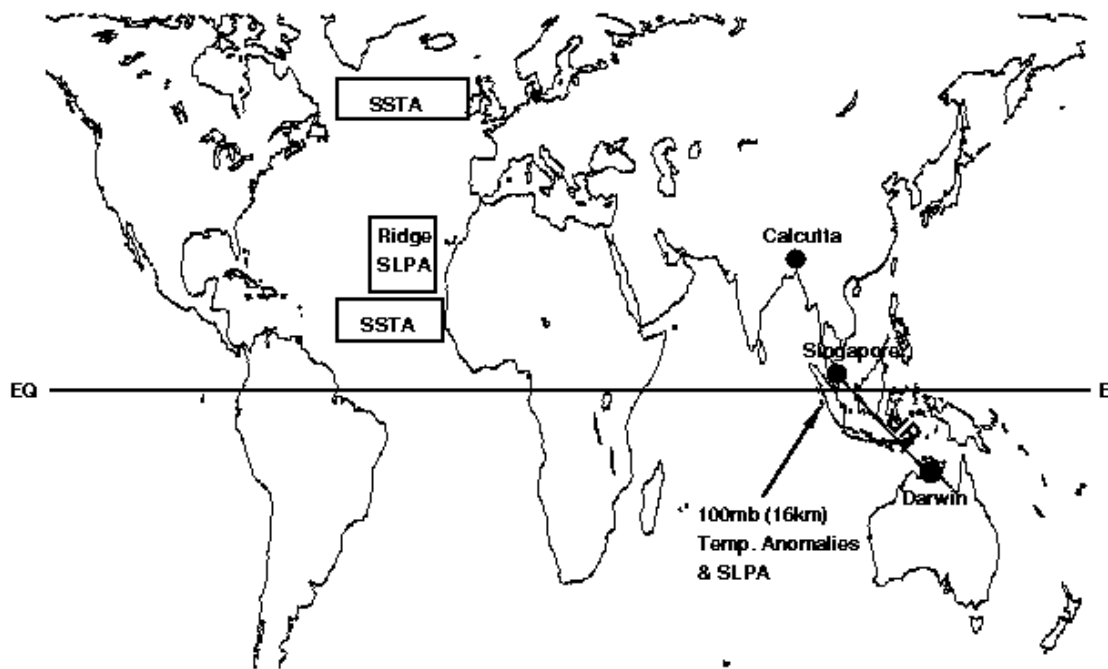 SSTA
Ridge
SLPA
SSTA
Calcutta
Singapore
EQ
E
Darwin
100mb (16km)
Temp. Anomalies
& SLPA